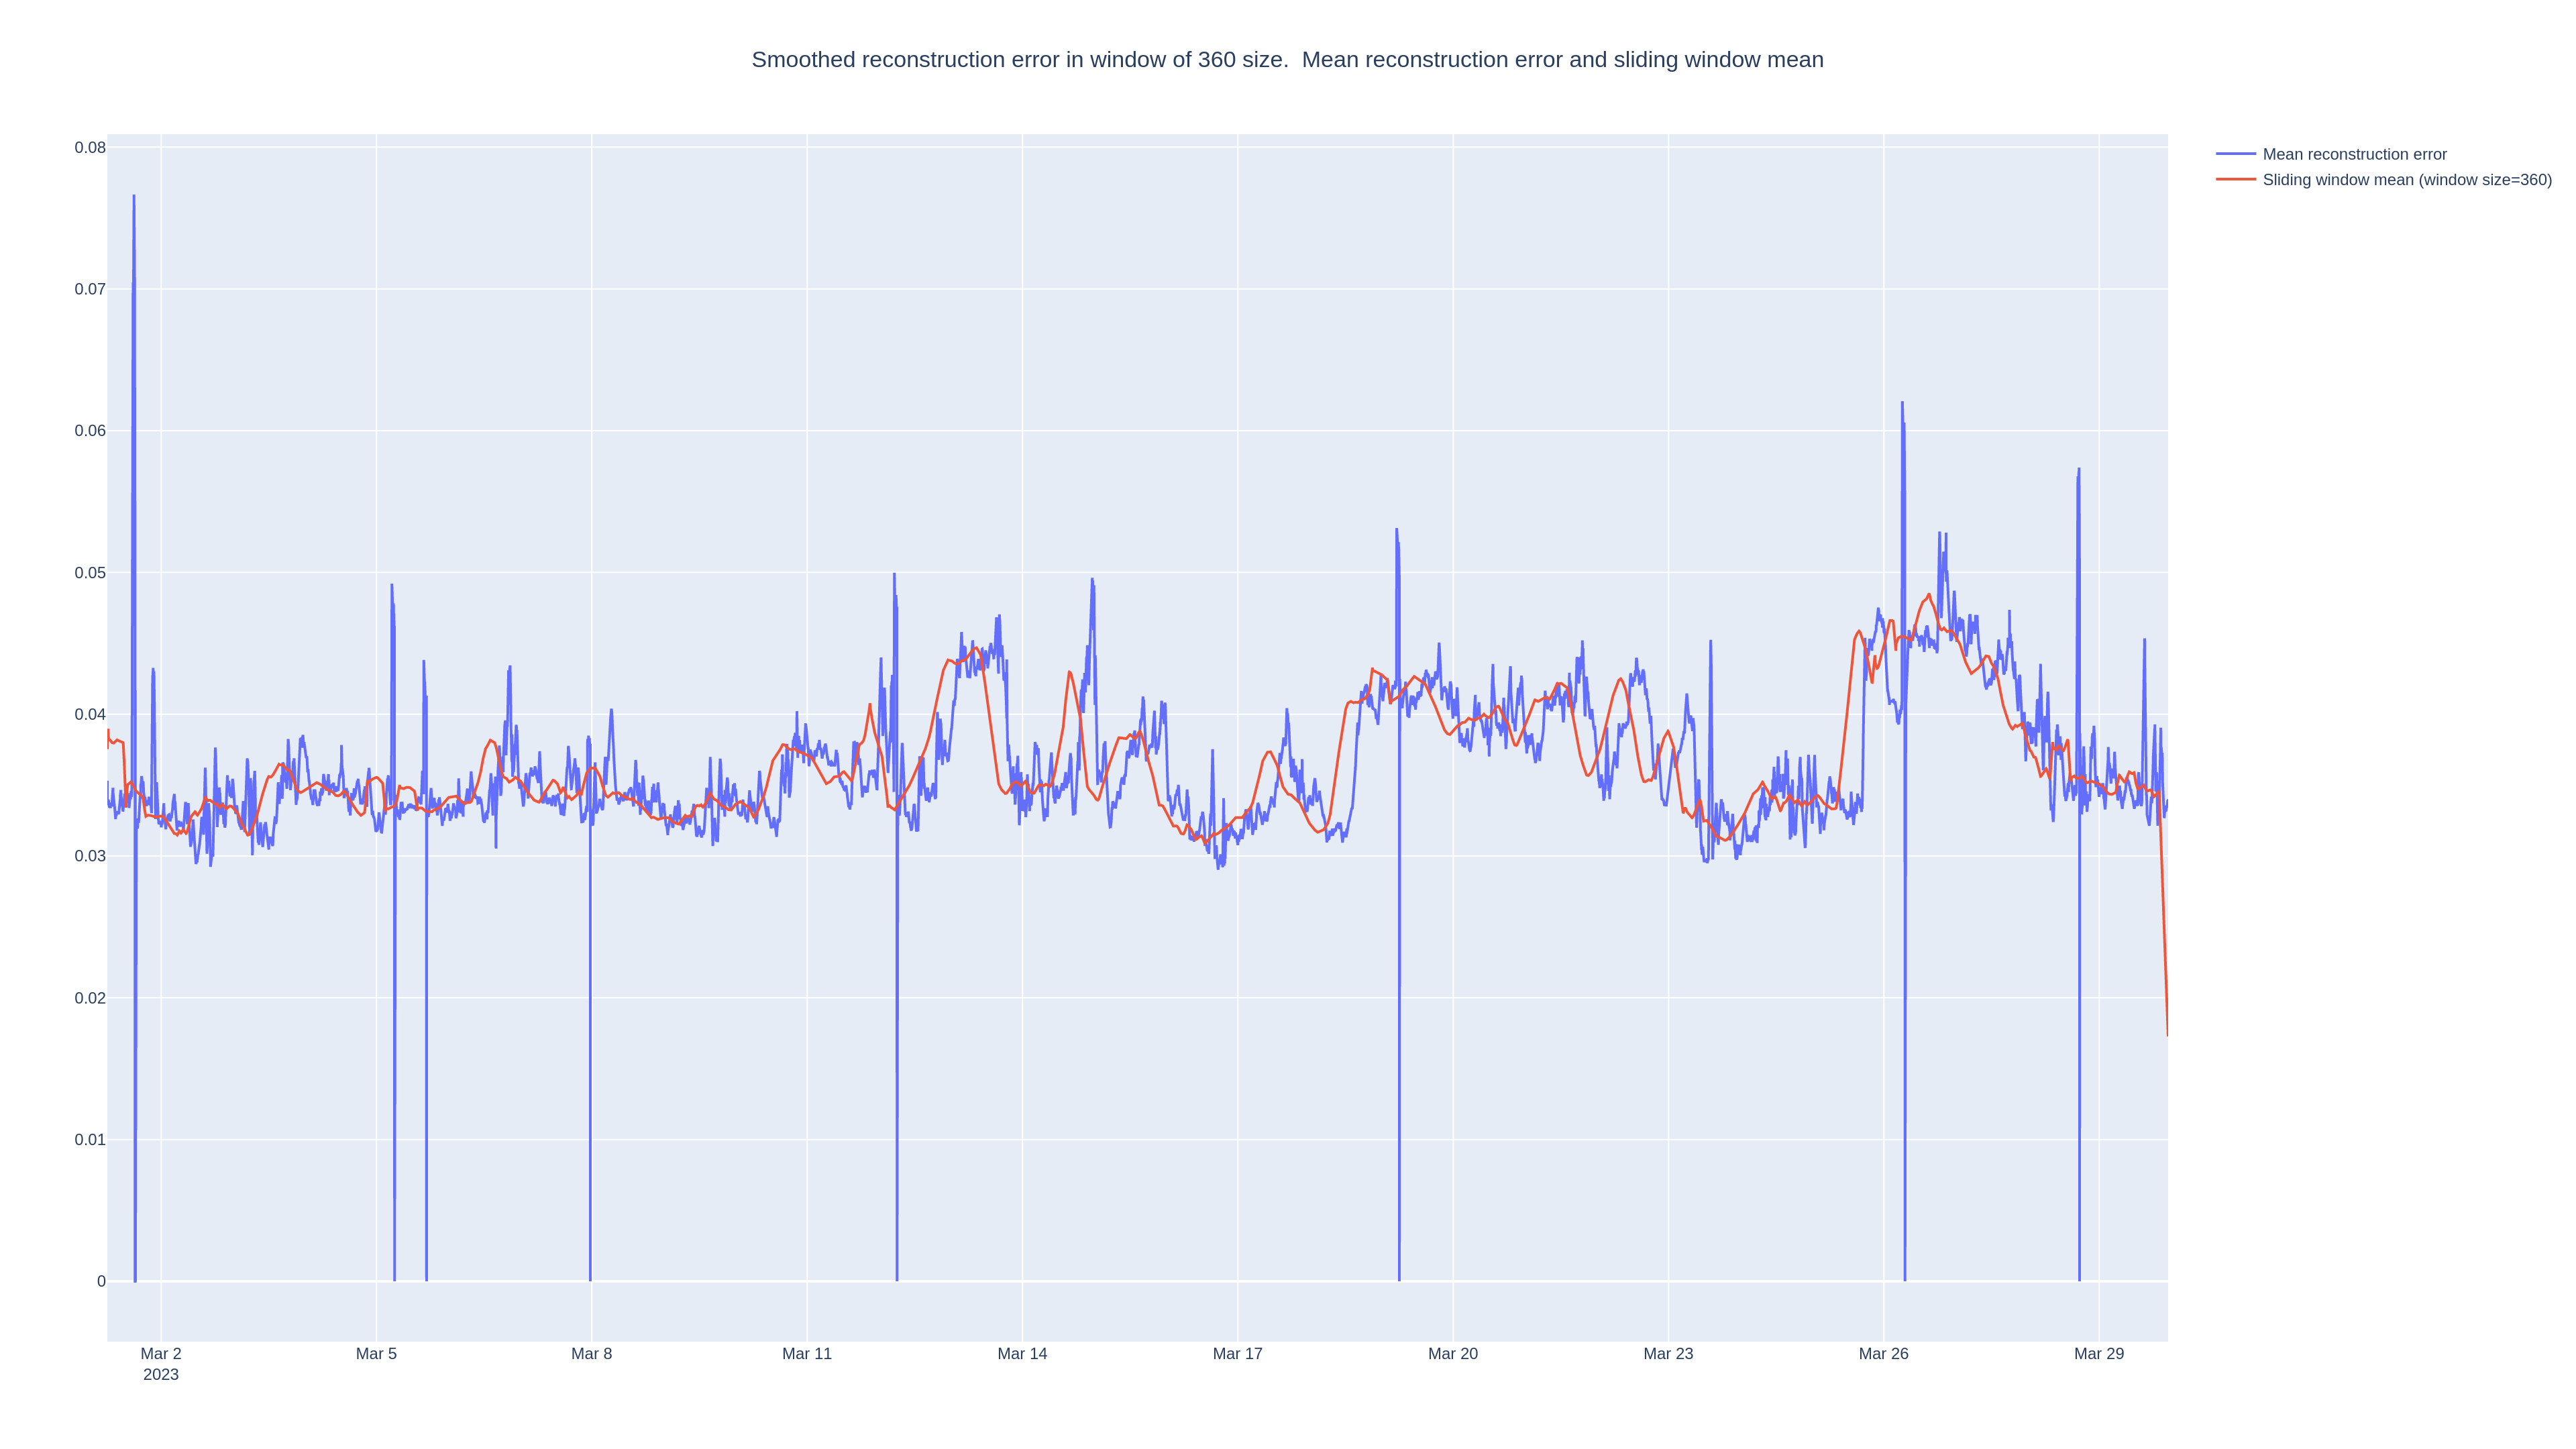 Smoothed reconstruction error in window of 360 size.  Mean reconstruction error and sliding window mean
Mean reconstruction error
Sliding window mean (window size=360)
0.08
0.07
0.06
0.05
0.04
0.03
0.02
0.01
0
Mar 2 Mar 5 Mar 8 Mar 11 Mar 14 Mar 17 Mar 20 Mar 23 Mar 26 Mar 29
2023